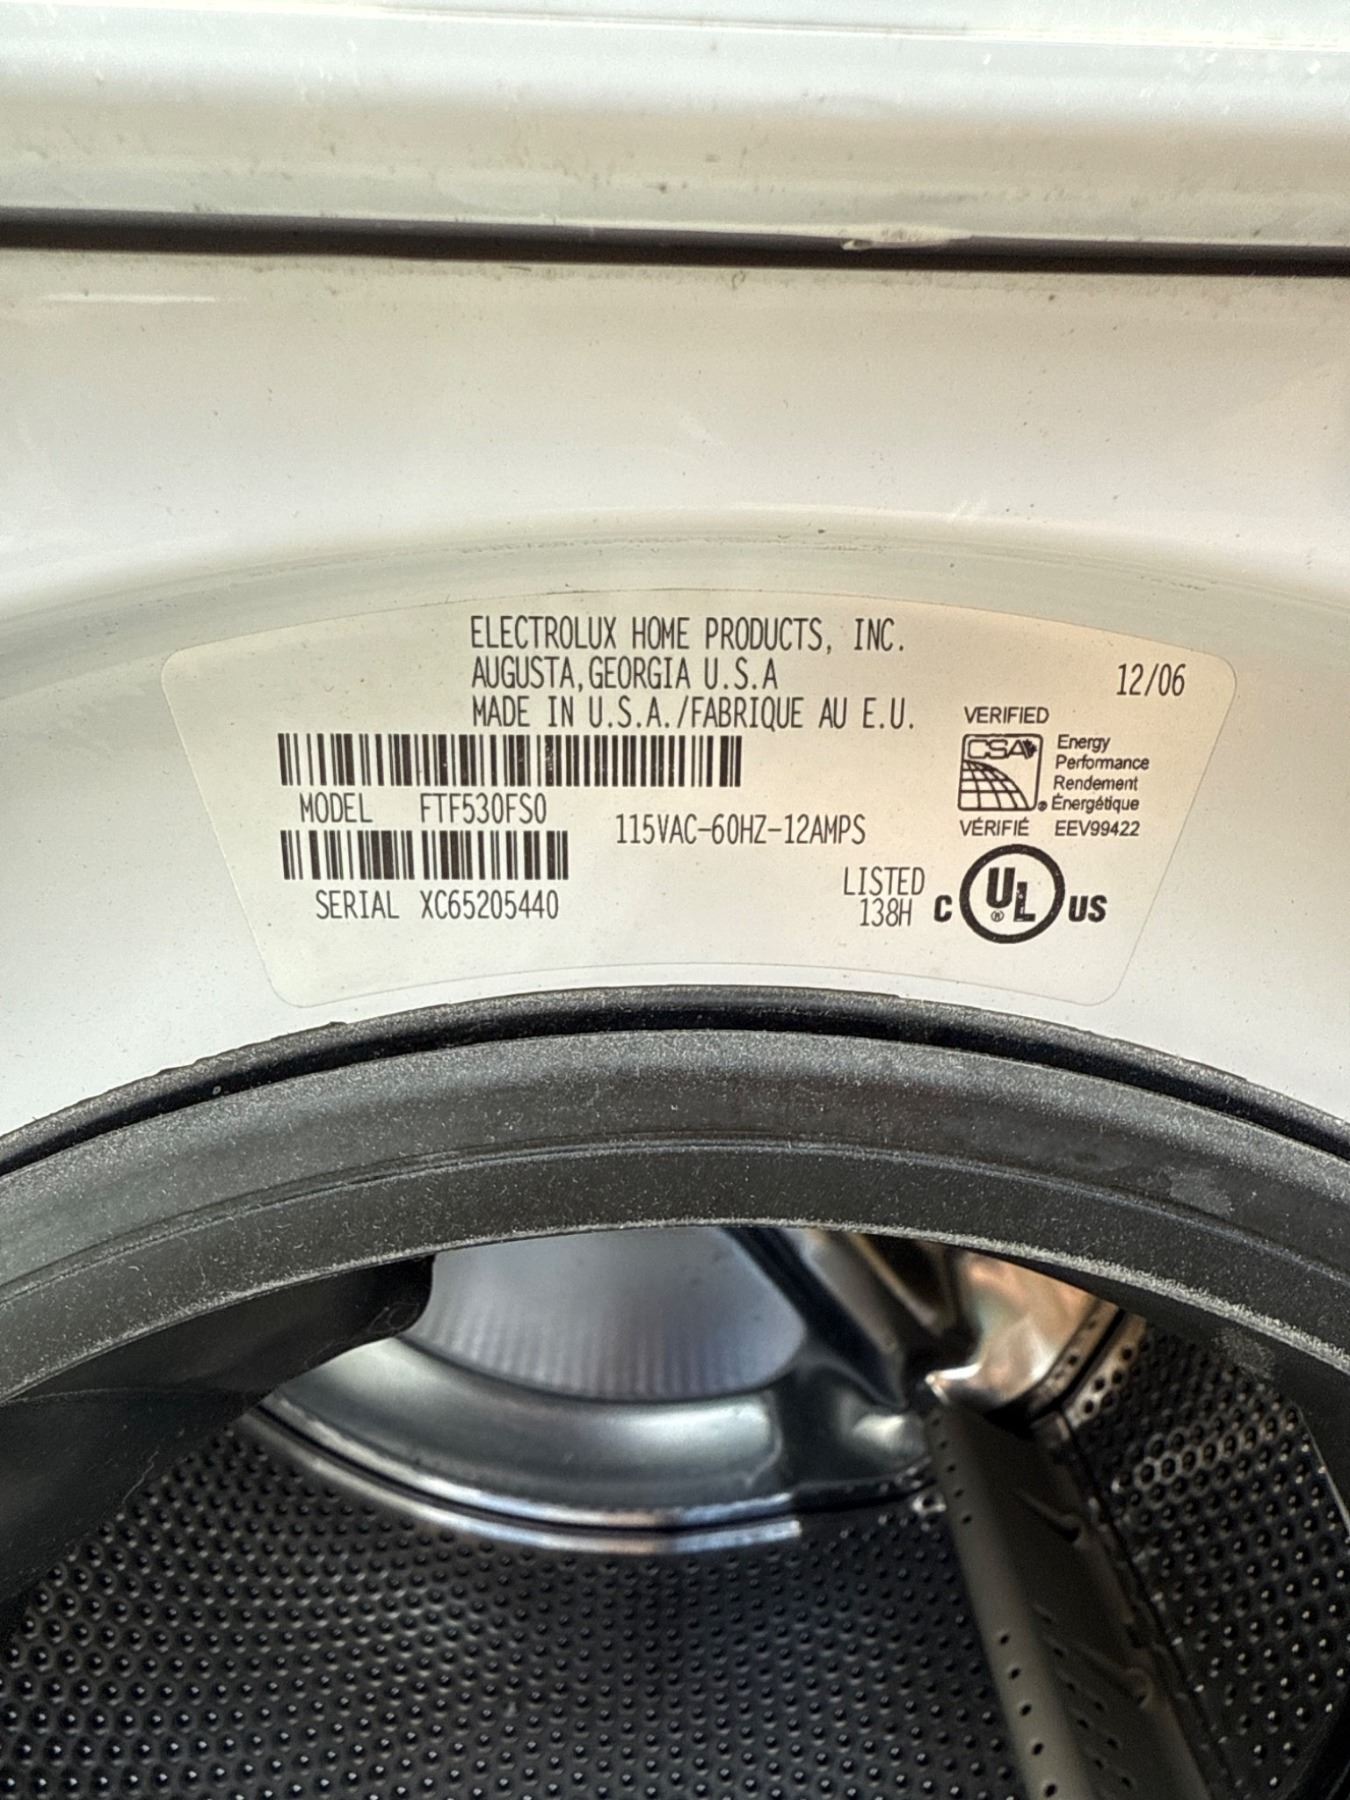 ELECTROLUX HOME PRODUCTS, INC.
AUGUSTA,GEORGIA U.S.A
MADE IN U.S.A./FABRIQUE AU E.U.
12/06
MODEL FTF530FS0
SERIAL XC65205440
115VAC-60HZ-12AMPS
VERIFIED
CSA
Energy
Performance
Rendement
® Énergétique
VÉRIFIÉ EEV99422
LISTED
138H
C UL® US